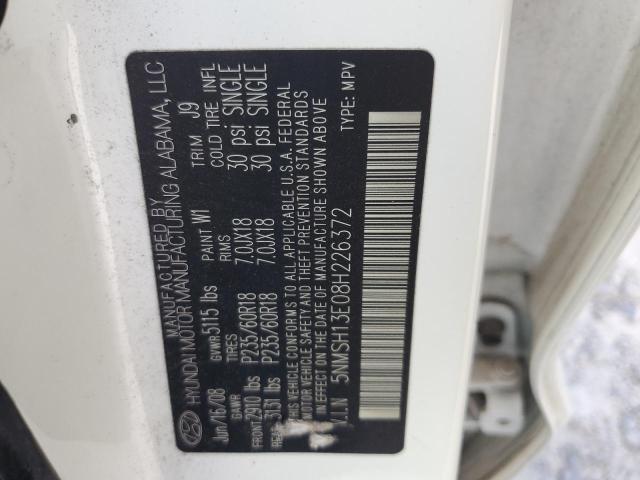 MANUFACTURED BY
HYUNDAI MOTOR MANUFACTURING ALABAMA, LLC
Jun/16/08 GVWR 5115 lbs PAINT W1 TRIM J9
GAWR TIRES RIMS COLD TIRE INFL
FRONT 2910 lbs P235/60R18 7.0JX18 30 psi SINGLE
REAR 3131 lbs P235/60R18 7.0JX18 30 psi SINGLE
THIS VEHICLE CONFORMS TO ALL APPLICABLE U.S.A. FEDERAL
MOTOR VEHICLE SAFETY AND THEFT PREVENTION STANDARDS
IN EFFECT ON THE DATE OF MANUFACTURE SHOWN ABOVE
V.I.N 5NMSH13E08H226372 TYPE: MPV